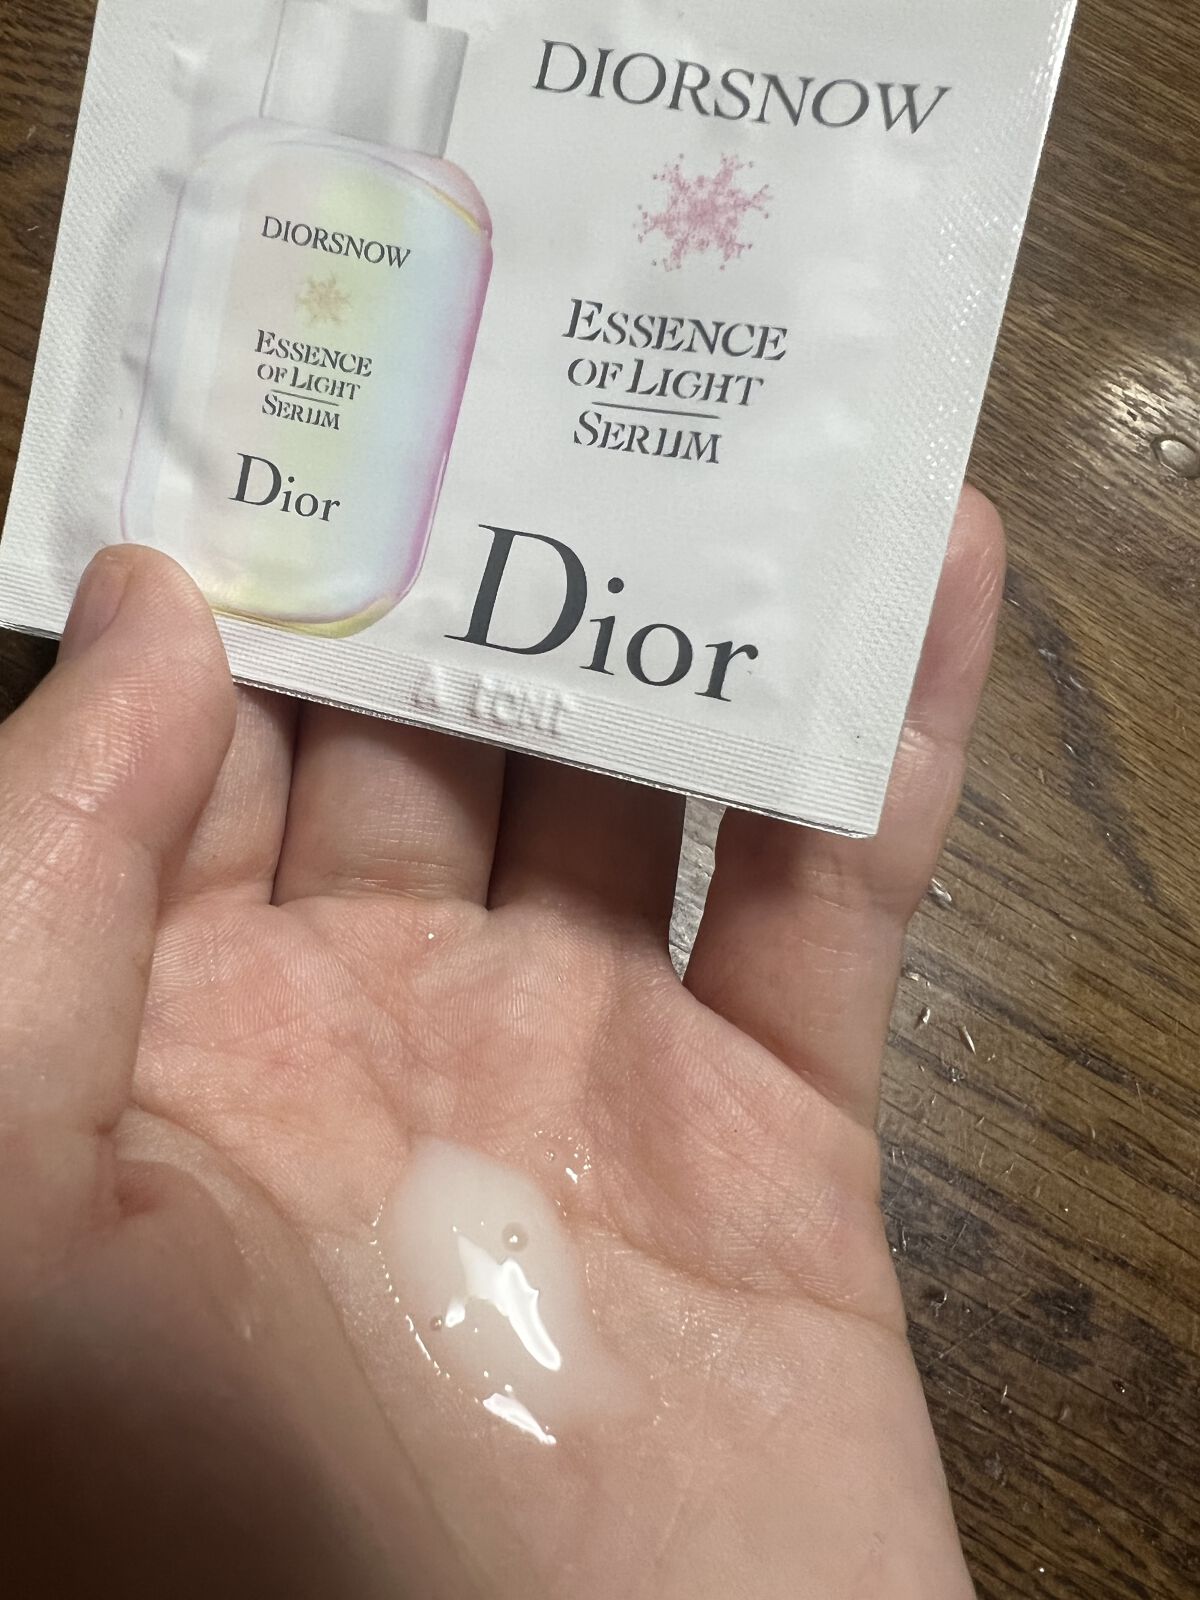 DIORSNOW
ESSENCE
OF LIGHT
SERUM
Dior
DIORSNOW
ESSENCE
OF LIGHT
SERUM
Dior